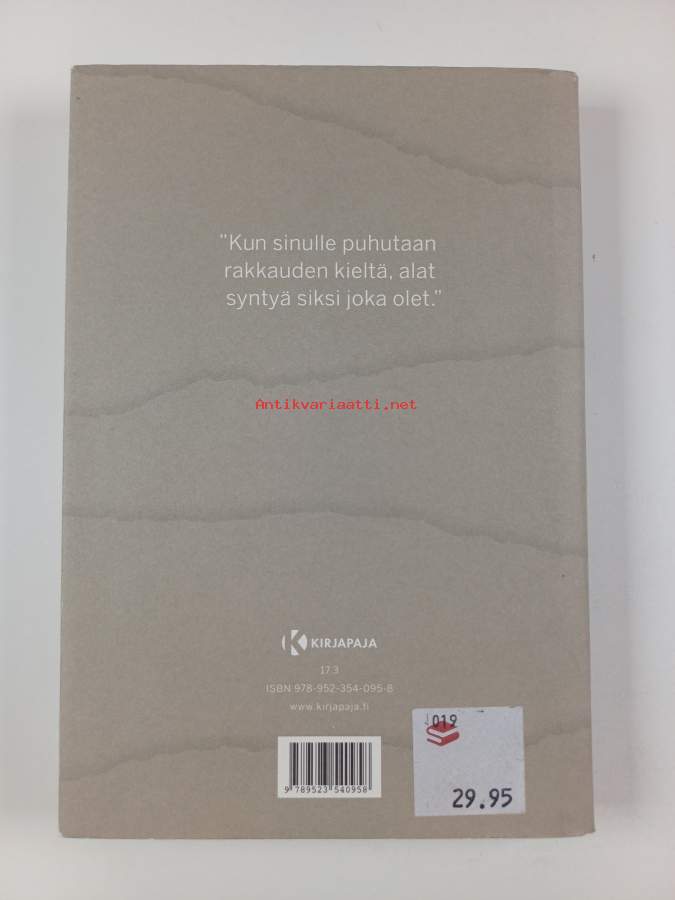 "Kun sinulle puhutaan
rakkauden kieltä, alat
syntyä siksi joka olet."
Antikvariaatti.net
KIRJAPAJA
17.3
ISBN 978-952-354-095-8
www.kirjapaja.fi
9 789523 540958
019
29.95